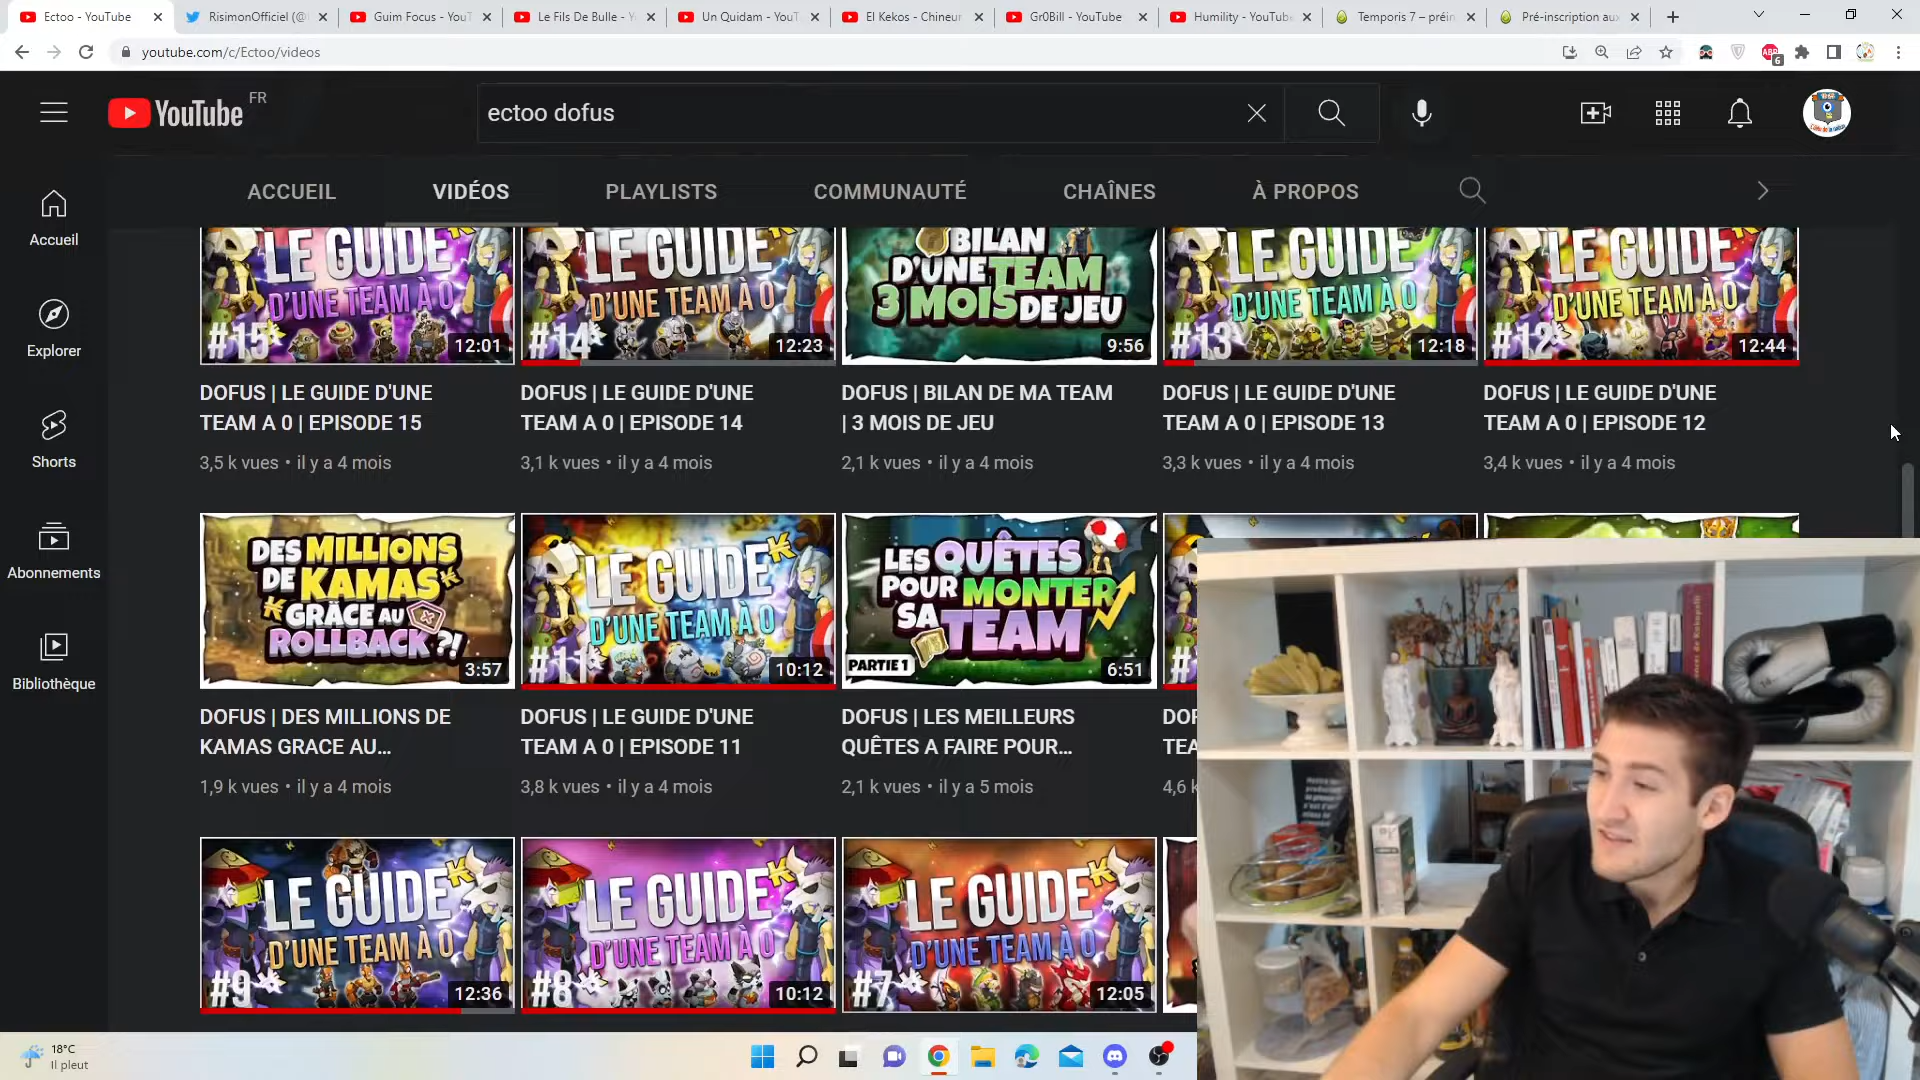 Ectoo - YouTube
RisimonOfficiel (@
Guim Focus - YouT
Le Fils De Bulle - Y
Un Quidam - YouT
El Kekos - Chineur
Gr0Bill - YouTube
Humility - YouTube
Temporis 7 – préin
Pré-inscription aux
youtube.com/c/Ectoo/videos
ABP
6
YouTube
FR
ectoo dofus
ACCUEIL
VIDÉOS
PLAYLISTS
COMMUNAUTÉ
CHAÎNES
À PROPOS
Accueil
Explorer
Shorts
Abonnements
Bibliothèque
LE GUIDE
D'UNE TEAM À 0
#15
12:01
LE GUIDE
D'UNE TEAM À 0
#14
12:23
BILAN
D'UNE TEAM
3 MOIS DE JEU
9:56
LE GUIDE
D'UNE TEAM À 0
#13
12:18
LE GUIDE
D'UNE TEAM À 0
#12
12:44
DOFUS | LE GUIDE D'UNE
TEAM A 0 | EPISODE 15
3,5 k vues • il y a 4 mois
DOFUS | LE GUIDE D'UNE
TEAM A 0 | EPISODE 14
3,1 k vues • il y a 4 mois
DOFUS | BILAN DE MA TEAM
| 3 MOIS DE JEU
2,1 k vues • il y a 4 mois
DOFUS | LE GUIDE D'UNE
TEAM A 0 | EPISODE 13
3,3 k vues • il y a 4 mois
DOFUS | LE GUIDE D'UNE
TEAM A 0 | EPISODE 12
3,4 k vues • il y a 4 mois
DES MILLIONS
DE KAMAS
GRÂCE AU
ROLLBACK ?!
3:57
LE GUIDE
D'UNE TEAM À 0
#11
10:12
LES QUÊTES
POUR MONTER
SA TEAM
PARTIE 1
6:51
DOFUS | DES MILLIONS DE
KAMAS GRACE AU...
1,9 k vues • il y a 4 mois
DOFUS | LE GUIDE D'UNE
TEAM A 0 | EPISODE 11
3,8 k vues • il y a 4 mois
DOFUS | LES MEILLEURS
QUÊTES A FAIRE POUR...
2,1 k vues • il y a 5 mois
DOF
TEA
4,6 k
LE GUIDE
D'UNE TEAM À 0
#9
12:36
LE GUIDE
D'UNE TEAM À 0
#8
10:12
LE GUIDE
D'UNE TEAM À 0
#7
12:05
18°C
Il pleut